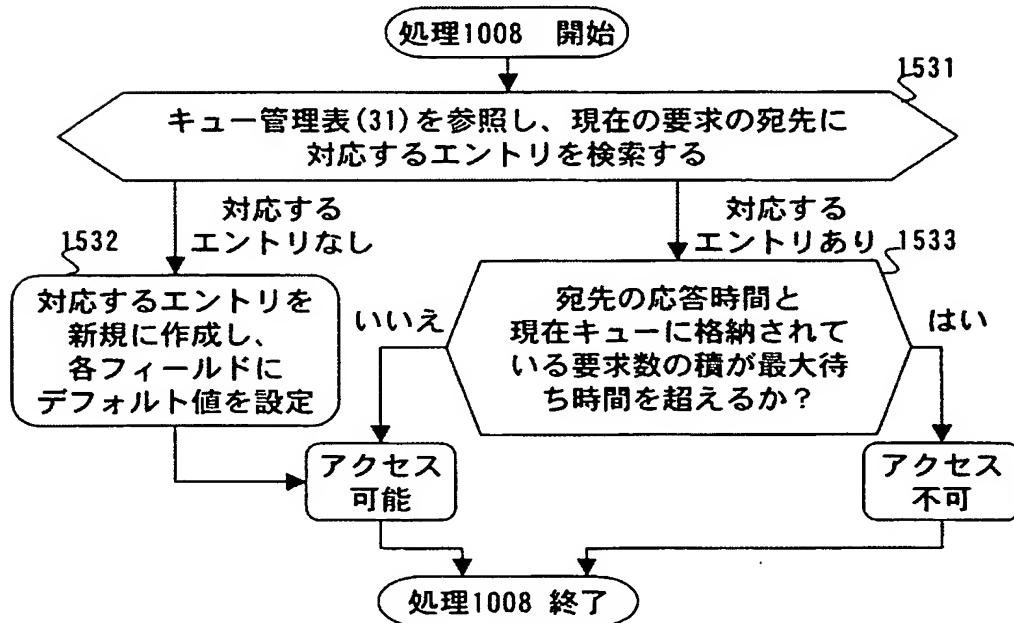 処理1008 開始
1531
キュー管理表(31)を参照し、現在の要求の宛先に
対応するエントリを検索する
対応する
エントリなし
対応する
エントリあり
1532
対応するエントリを
新規に作成し、
各フィールドに
デフォルト値を設定
1533
宛先の応答時間と
現在キューに格納されて
いる要求数の積が最大待
ち時間を超えるか?
いいえ
はい
アクセス
可能
アクセス
不可
処理1008 終了